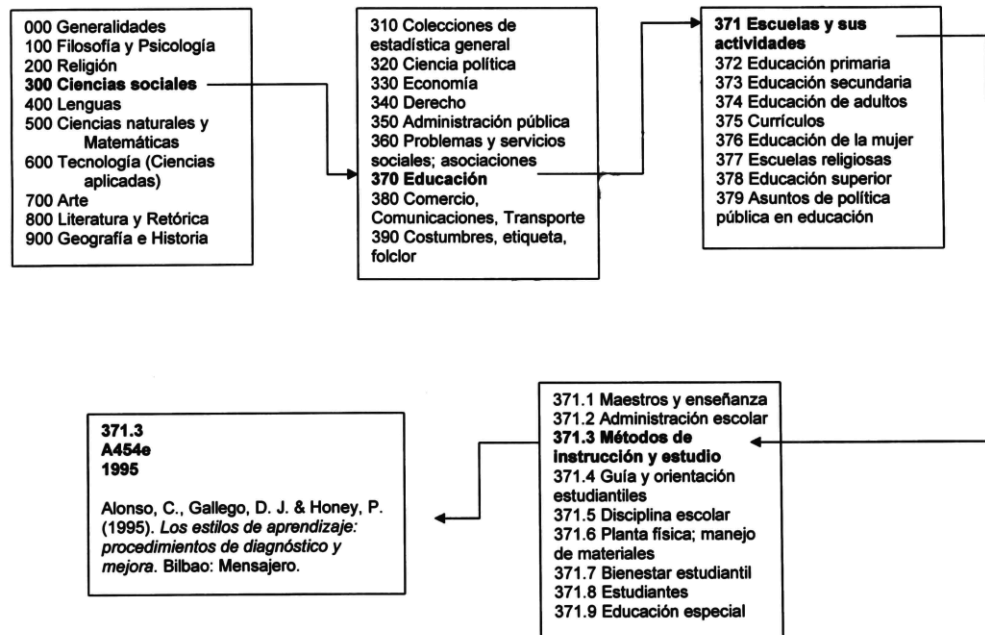 000 Generalidades
100 Filosofía y Psicología
200 Religión
300 Ciencias sociales
400 Lenguas
500 Ciencias naturales y
Matemáticas
600 Tecnología (Ciencias
aplicadas)
700 Arte
800 Literatura y Retórica
900 Geografía e Historia
310 Colecciones de
estadística general
320 Ciencia política
330 Economía
340 Derecho
350 Administración pública
360 Problemas y servicios
sociales; asociaciones
370 Educación
380 Comercio,
Comunicaciones, Transporte
390 Costumbres, etiqueta,
folclor
371 Escuelas y sus
actividades
372 Educación primaria
373 Educación secundaria
374 Educación de adultos
375 Currículos
376 Educación de la mujer
377 Escuelas religiosas
378 Educación superior
379 Asuntos de política
pública en educación
371.1 Maestros y enseñanza
371.2 Administración escolar
371.3 Métodos de
instrucción y estudio
371.4 Guía y orientación
estudiantiles
371.5 Disciplina escolar
371.6 Planta física; manejo
de materiales
371.7 Bienestar estudiantil
371.8 Estudiantes
371.9 Educación especial
371.3
A454e
1995
Alonso, C., Gallego, D. J. & Honey, P.
(1995). Los estilos de aprendizaje:
procedimientos de diagnóstico y
mejora. Bilbao: Mensajero.